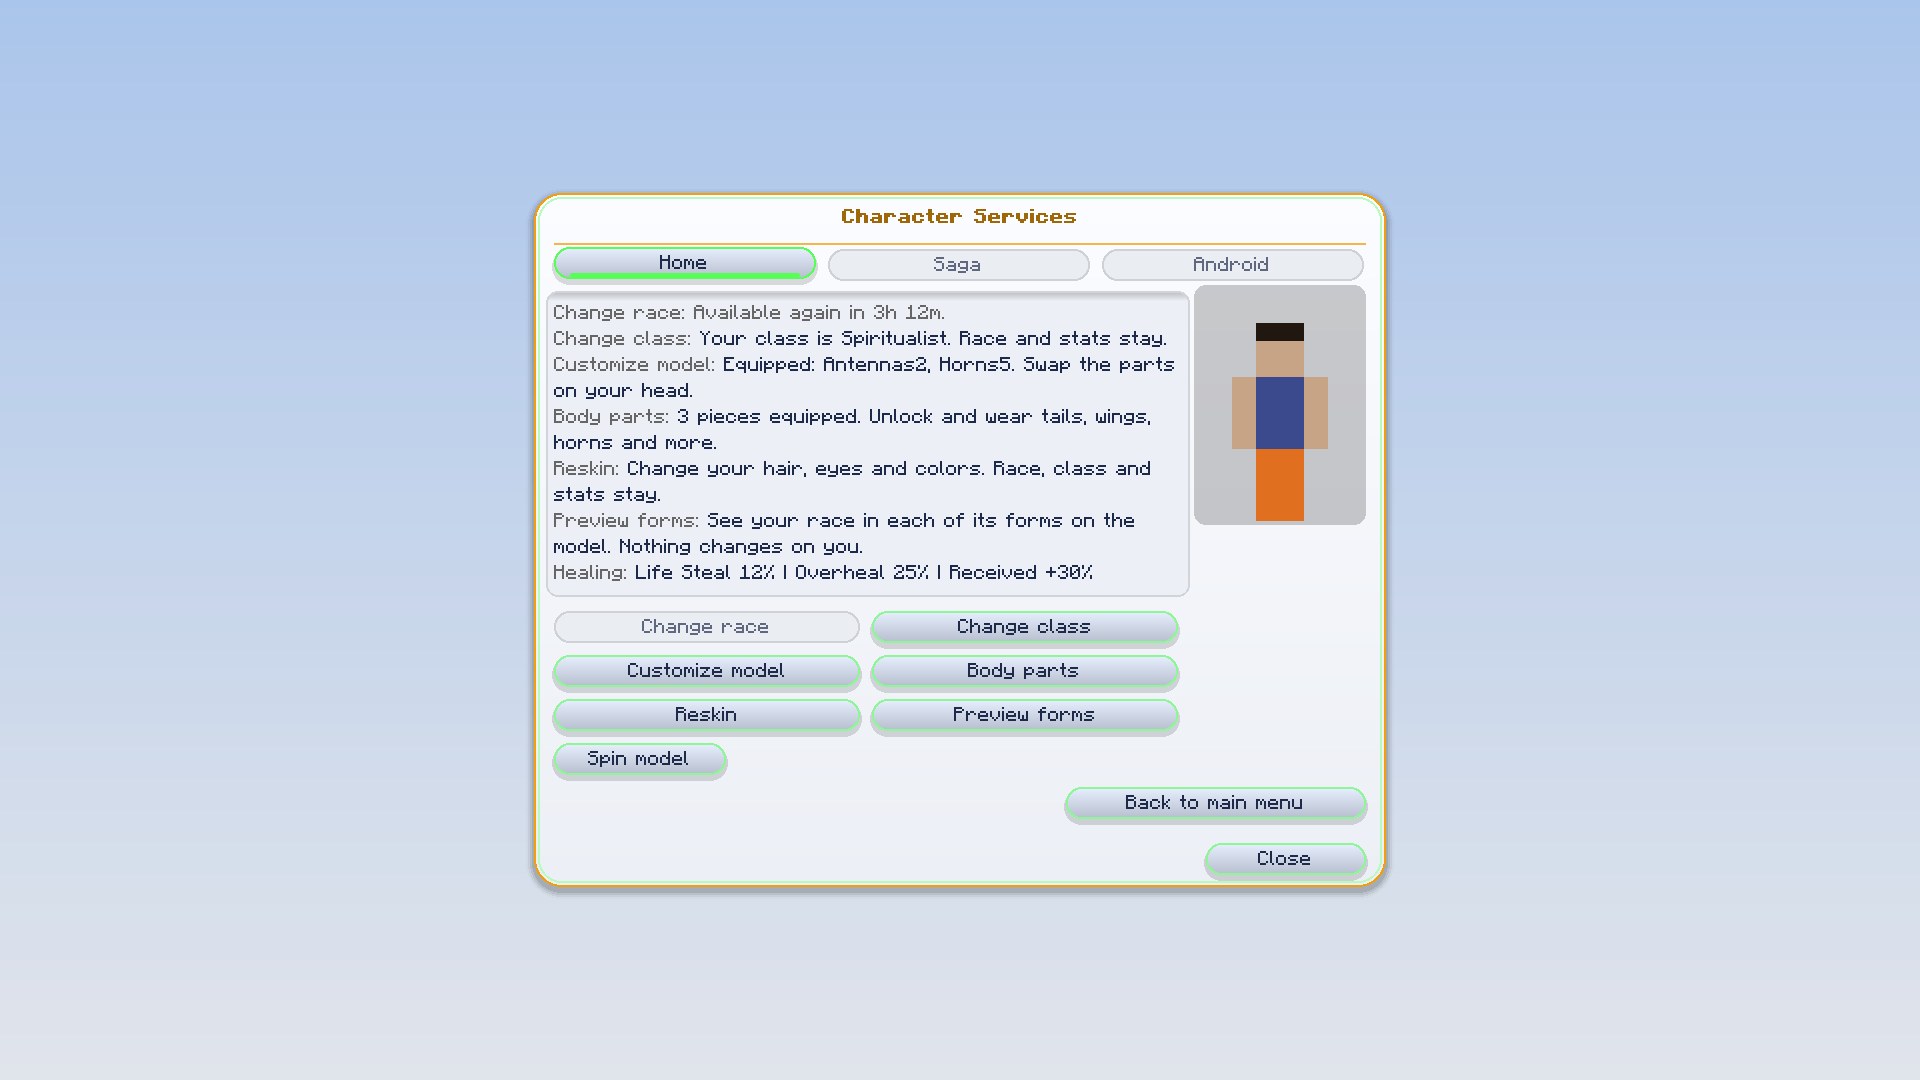 Character Services
Home
Saga
Android
Change race: Available again in 3h 12m.
Change class: Your class is Spiritualist. Race and stats stay.
Customize model: Equipped: Antennas2, Horns5. Swap the parts
on your head.
Body parts: 3 pieces equipped. Unlock and wear tails, wings,
horns and more.
Reskin: Change your hair, eyes and colors. Race, class and
stats stay.
Preview forms: See your race in each of its forms on the
model. Nothing changes on you.
Healing: Life Steal 12% | Overheal 25% | Received +30%
Change race
Change class
Customize model
Body parts
Reskin
Preview forms
Spin model
Back to main menu
Close